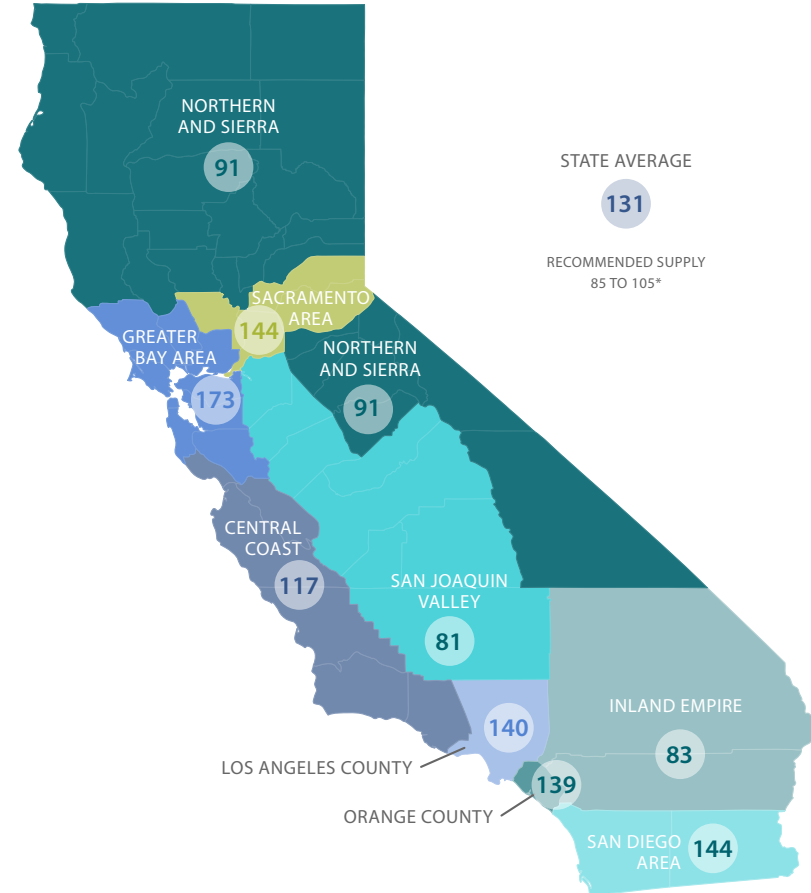 NORTHERN
AND SIERRA
91
STATE AVERAGE
131
RECOMMENDED SUPPLY
85 TO 105*
SACRAMENTO
AREA
144
GREATER
BAY AREA
173
NORTHERN
AND SIERRA
91
CENTRAL
COAST
117
SAN JOAQUIN
VALLEY
81
INLAND EMPIRE
83
140
LOS ANGELES COUNTY
139
ORANGE COUNTY
SAN DIEGO
AREA
144